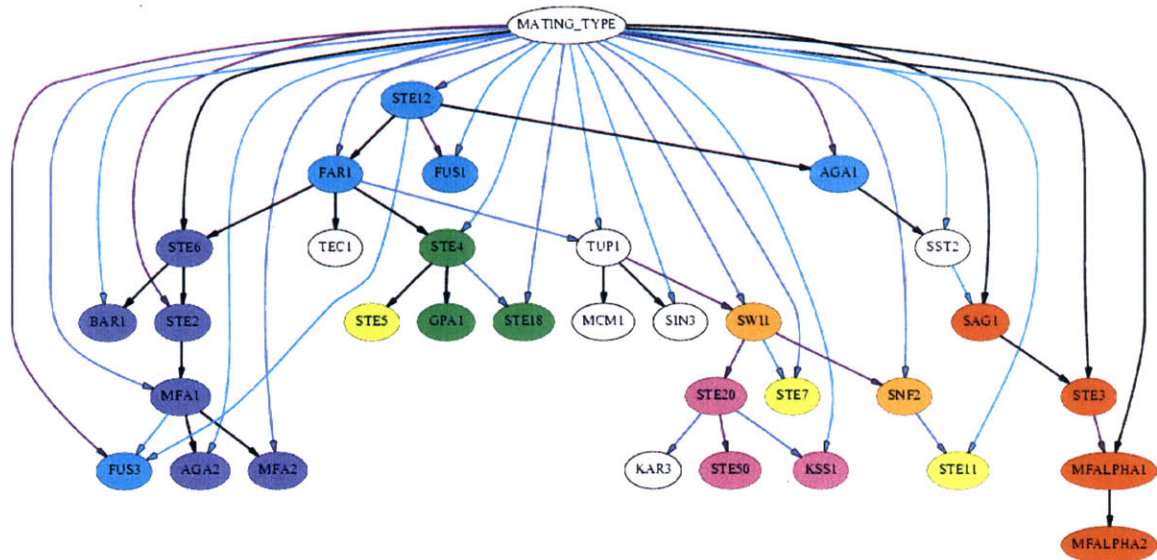 MATING_TYPE
STE12
FAR1
FUS1
AGA1
STE6
TEC1
STE4
TUP1
SST2
BAR1
STE2
STE5
GPA1
STE18
MCM1
SIN3
SWI1
SAG1
MFA1
STE20
STE7
SNF2
STE3
FUS3
AGA2
MFA2
KAR3
STE50
KSS1
STE11
MFALPHA1
MFALPHA2